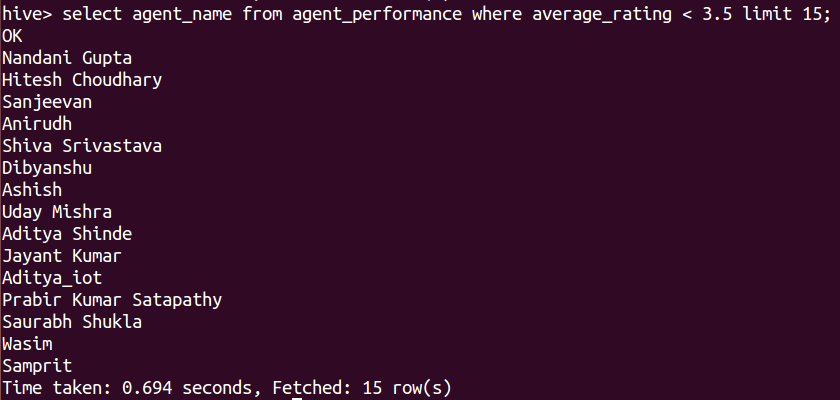 hive> select agent_name from agent_performance where average_rating < 3.5 limit 15;
OK
Nandani Gupta
Hitesh Choudhary
Sanjeevan
Anirudh
Shiva Srivastava
Dibyanshu
Ashish
Uday Mishra
Aditya Shinde
Jayant Kumar
Aditya_iot
Prabir Kumar Satapathy
Saurabh Shukla
Wasim
Samprit
Time taken: 0.694 seconds, Fetched: 15 row(s)